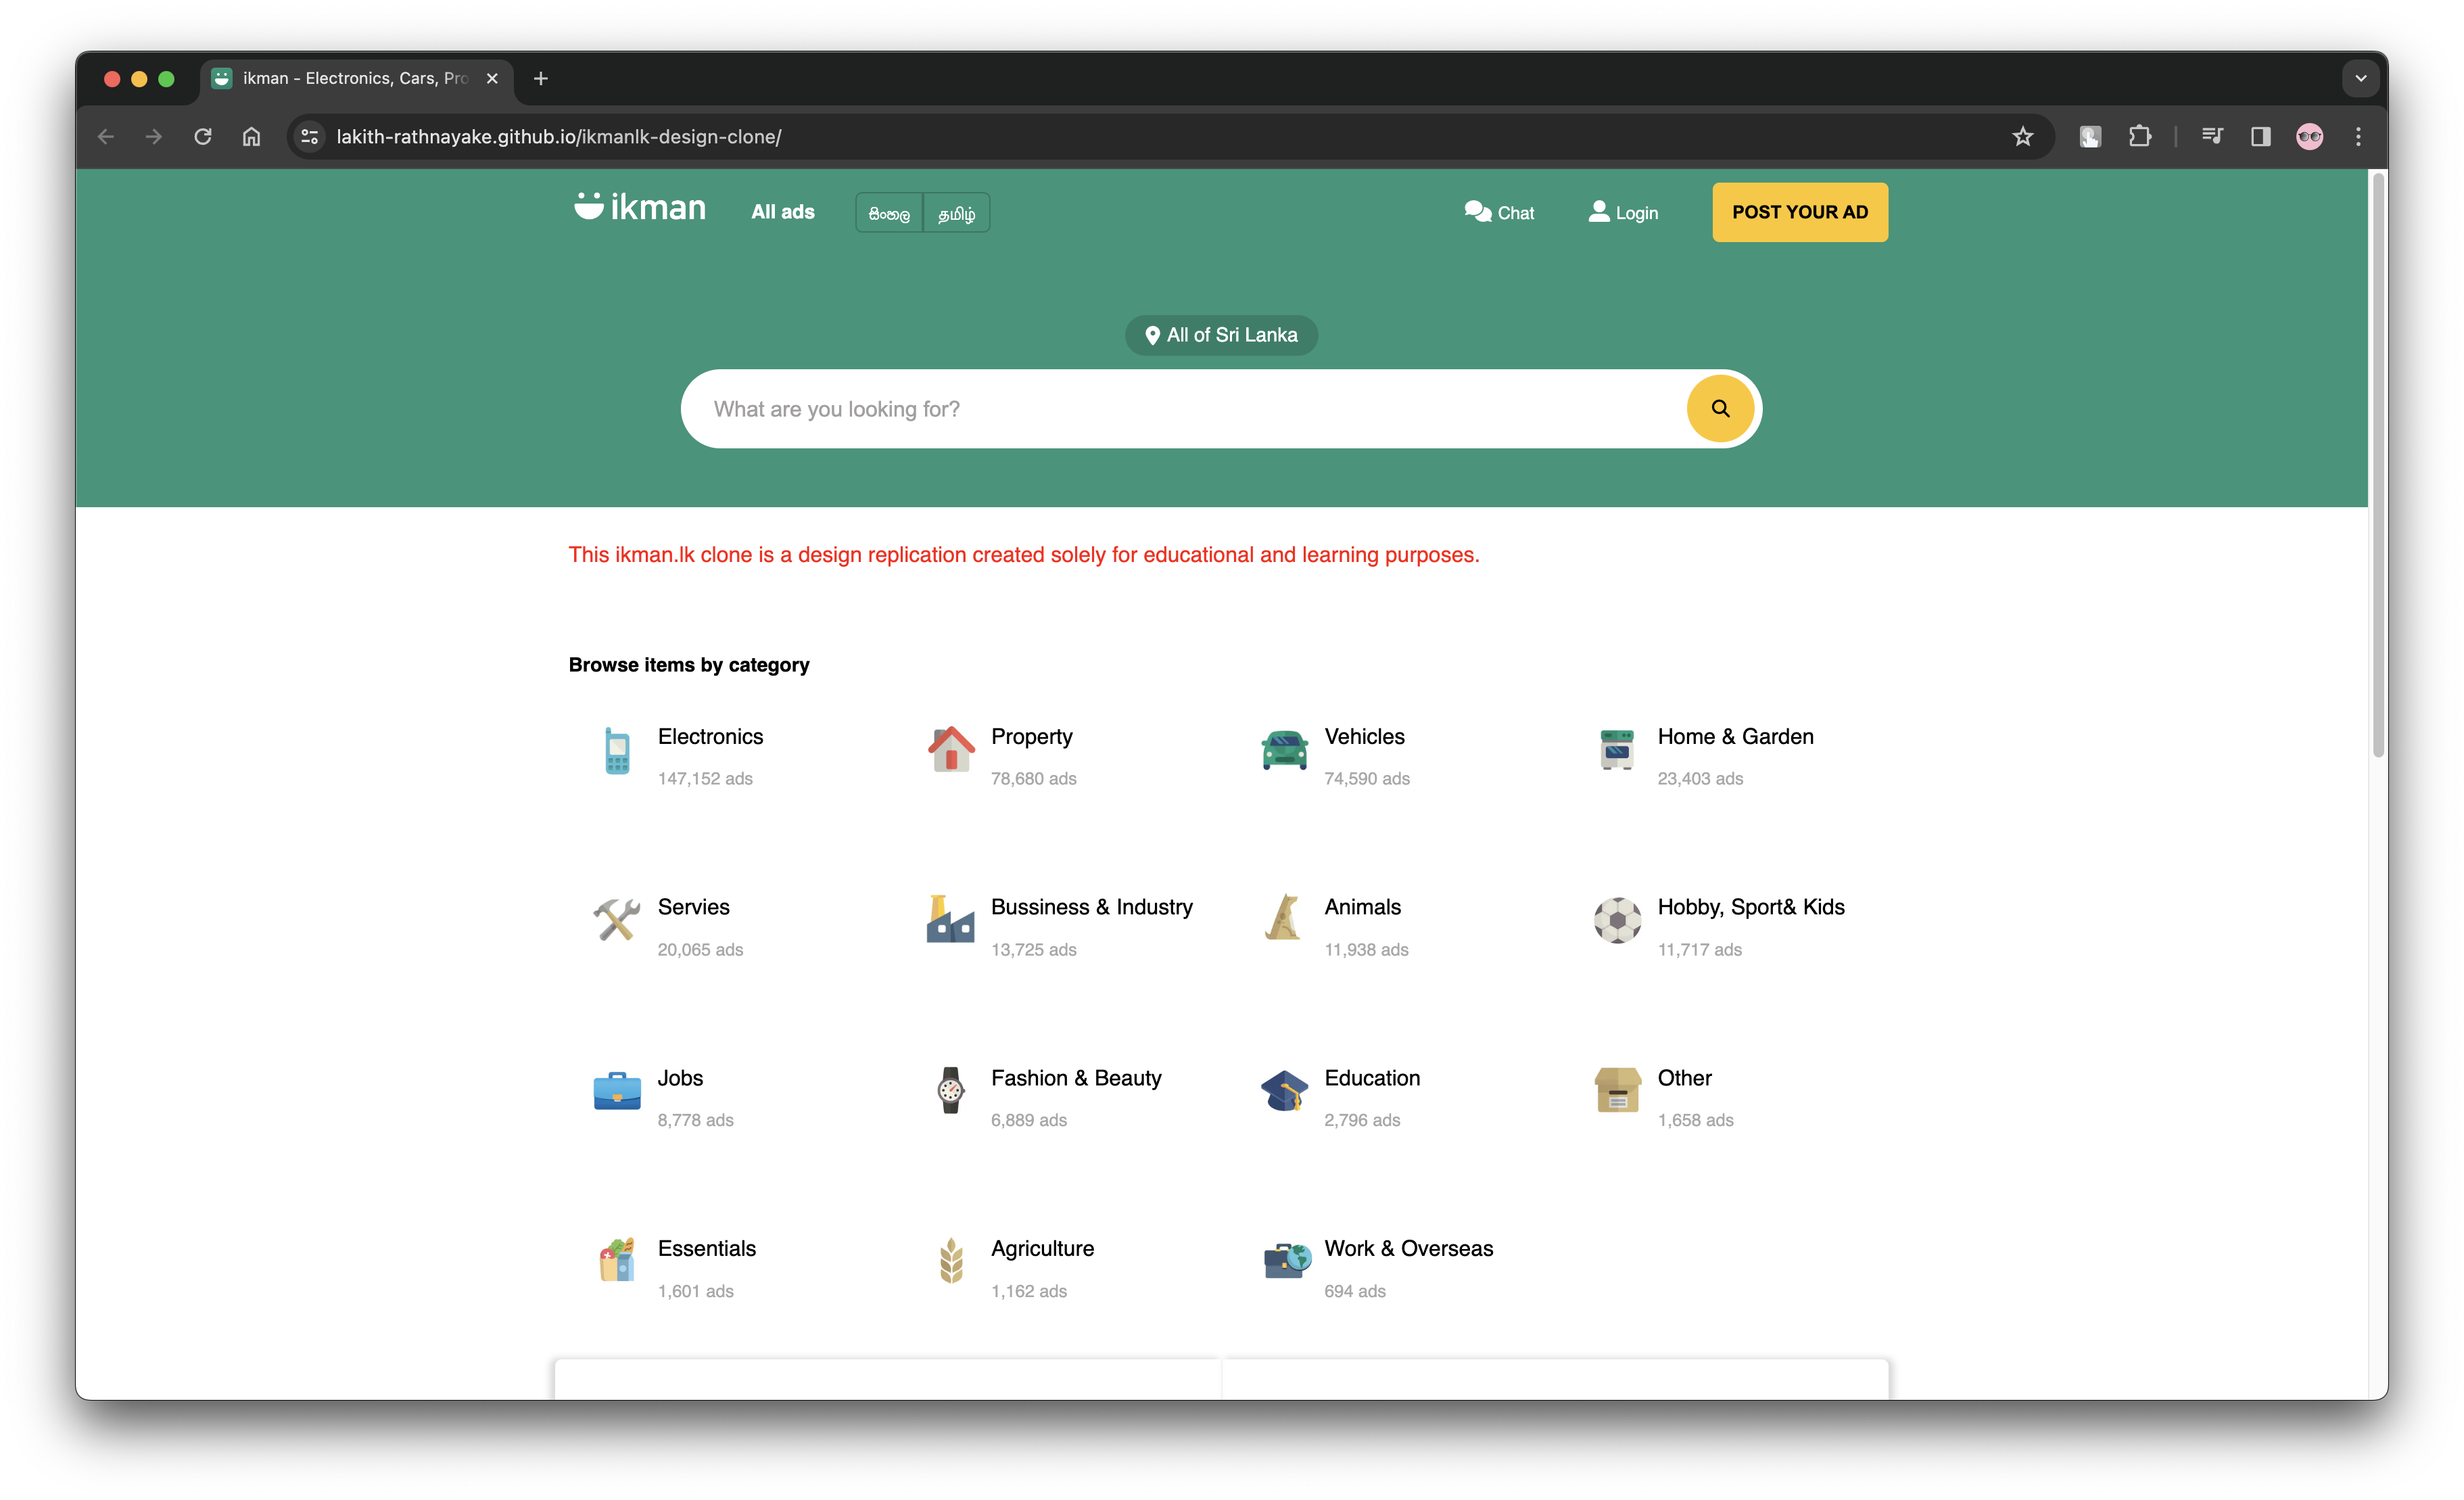 ikman - Electronics, Cars, Pro
lakith-rathnayake.github.io/ikmanlk-design-clone/
ikman All ads සිංහල தமிழ் Chat Login POST YOUR AD
All of Sri Lanka
What are you looking for?
This ikman.lk clone is a design replication created solely for educational and learning purposes.
Browse items by category
Electronics Property Vehicles Home & Garden
147,152 ads 78,680 ads 74,590 ads 23,403 ads
Servies Bussiness & Industry Animals Hobby, Sport& Kids
20,065 ads 13,725 ads 11,938 ads 11,717 ads
Jobs Fashion & Beauty Education Other
8,778 ads 6,889 ads 2,796 ads 1,658 ads
Essentials Agriculture Work & Overseas
1,601 ads 1,162 ads 694 ads